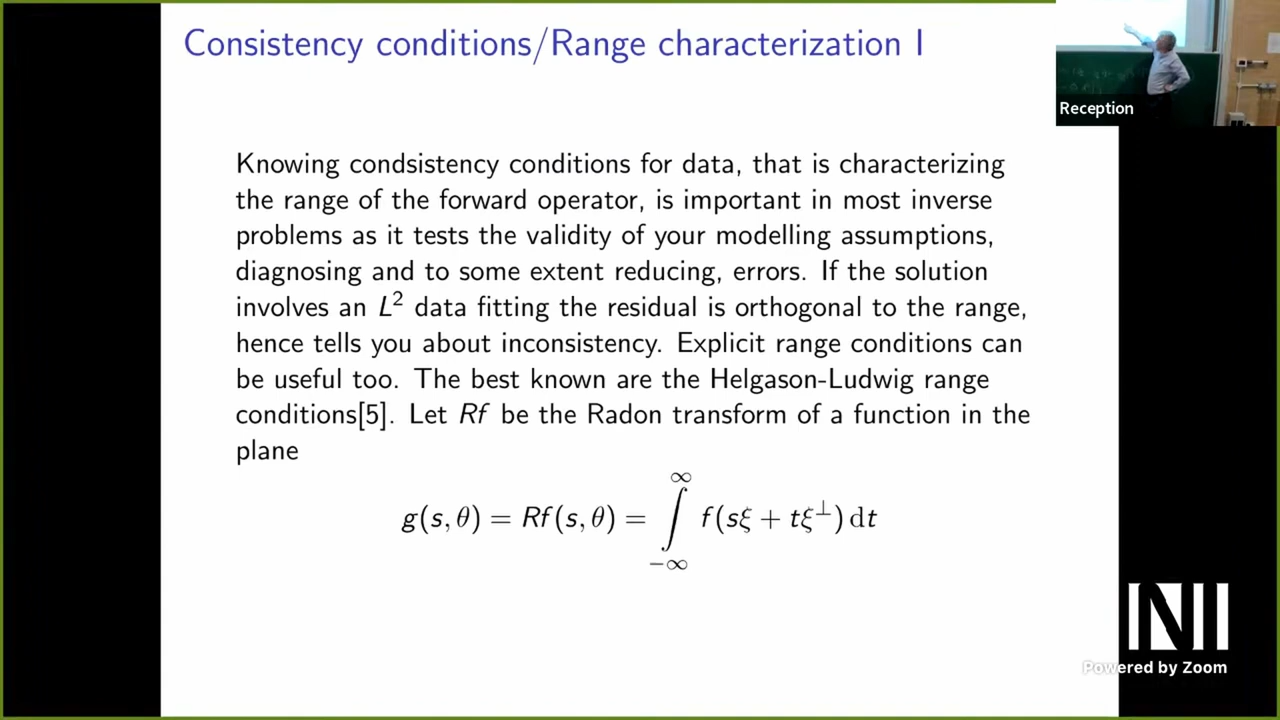 Consistency conditions/Range characterization I
Reception
Knowing condsistency conditions for data, that is characterizing
the range of the forward operator, is important in most inverse
problems as it tests the validity of your modelling assumptions,
diagnosing and to some extent reducing, errors. If the solution
involves an L² data fitting the residual is orthogonal to the range,
hence tells you about inconsistency. Explicit range conditions can
be useful too. The best known are the Helgason-Ludwig range
conditions[5]. Let Rf be the Radon transform of a function in the
plane
g(s, θ) = Rf(s, θ) = ∫_{−∞}^{∞} f(sξ + tξ^⊥) dt
NI
Powered by Zoom